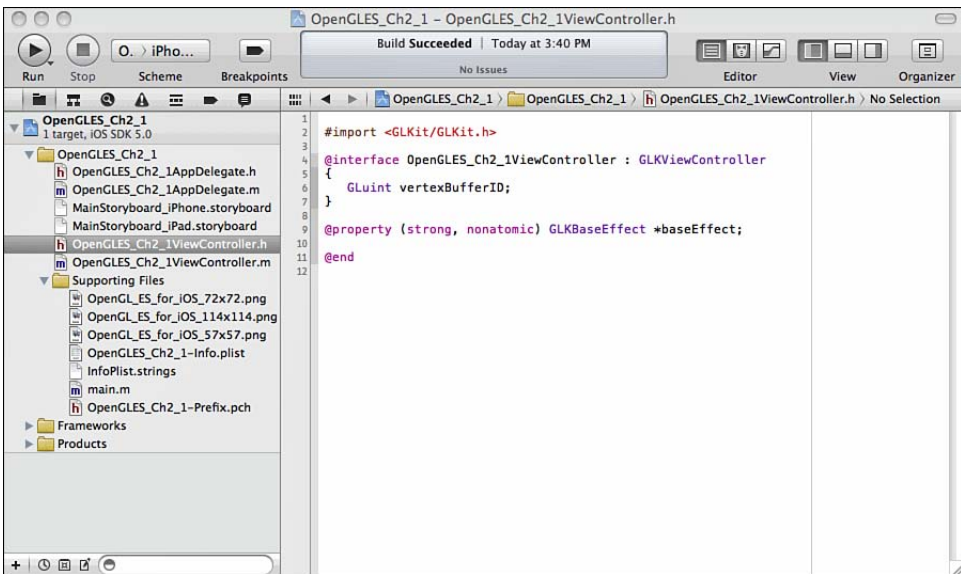 OpenGLES_Ch2_1 – OpenGLES_Ch2_1ViewController.h
O. 〉 iPho...
Build Succeeded | Today at 3:40 PM
No Issues
Run Stop Scheme Breakpoints Editor View Organizer
OpenGLES_Ch2_1 〉 OpenGLES_Ch2_1 〉 h OpenGLES_Ch2_1ViewController.h 〉 No Selection
OpenGLES_Ch2_1
1 target, iOS SDK 5.0
OpenGLES_Ch2_1
h OpenGLES_Ch2_1AppDelegate.h
m OpenGLES_Ch2_1AppDelegate.m
MainStoryboard_iPhone.storyboard
MainStoryboard_iPad.storyboard
h OpenGLES_Ch2_1ViewController.h
m OpenGLES_Ch2_1ViewController.m
Supporting Files
OpenGL_ES_for_iOS_72x72.png
OpenGL_ES_for_iOS_114x114.png
OpenGL_ES_for_iOS_57x57.png
OpenGLES_Ch2_1-Info.plist
InfoPlist.strings
m main.m
h OpenGLES_Ch2_1-Prefix.pch
Frameworks
Products
1
2 #import <GLKit/GLKit.h>
3
4 @interface OpenGLES_Ch2_1ViewController : GLKViewController
5 {
6 GLuint vertexBufferID;
7 }
8
9 @property (strong, nonatomic) GLKBaseEffect *baseEffect;
10
11 @end
12